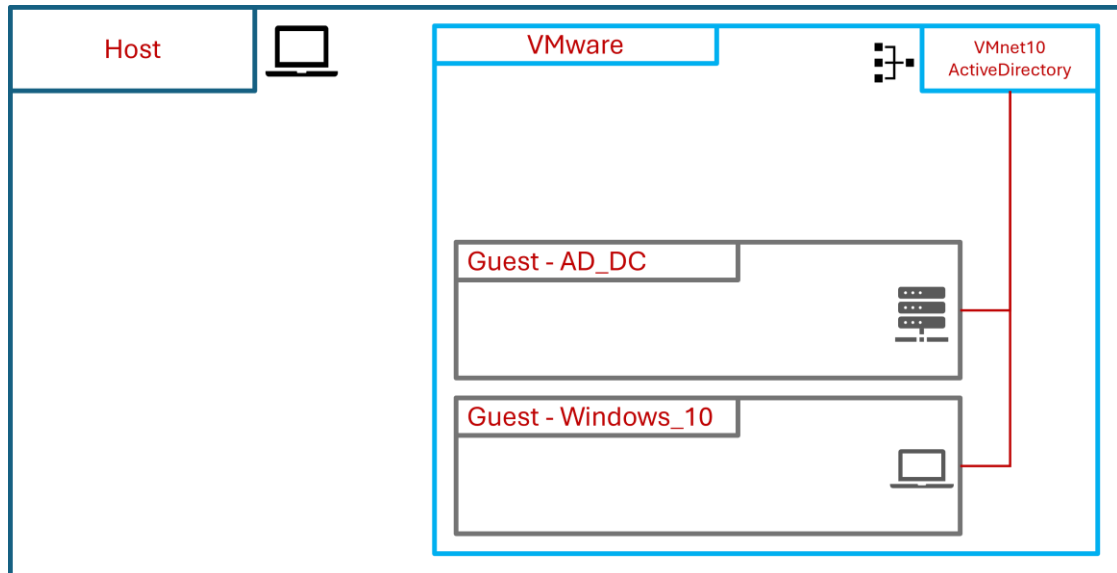 Host
VMware
VMnet10
ActiveDirectory
Guest - AD_DC
Guest - Windows_10